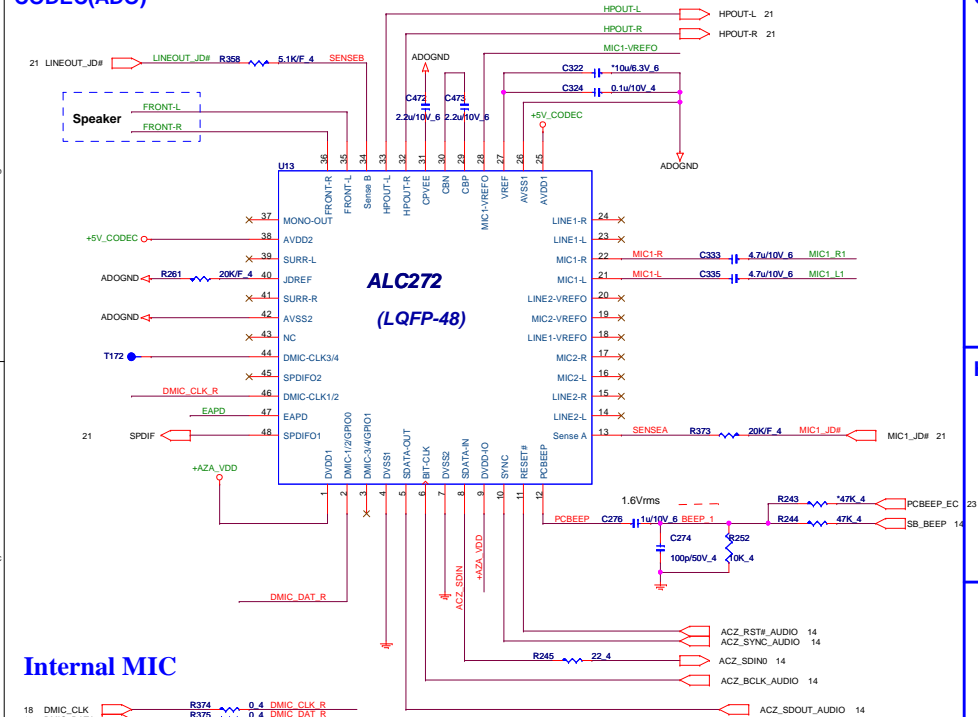 CODEC(ADO)
HPOUT-L
HPOUT-L 21
HPOUT-R
HPOUT-R 21
MIC1-VREFO
21 LINEOUT_JD#
LINEOUT_JD#
R358
5.1K/F_4
SENSEB
ADOGND
C322
*10u/6.3V_6
C324
0.1u/10V_4
C472
2.2u/10V_6
C473
2.2u/10V_6
+5V_CODEC
ADOGND
Speaker
FRONT-L
FRONT-R
36 35 34 33 32 31 30 29 28 27 26 25
U13
FRONT-R
FRONT-L
Sense B
HPOUT-L
HPOUT-R
CPVEE
CBN
CBP
MIC1-VREFO
VREF
AVSS1
AVDD1
37 MONO-OUT
+5V_CODEC
38 AVDD2
39 SURR-L
ADOGND
R261
20K/F_4
40 JDREF
41 SURR-R
ADOGND
42 AVSS2
43 NC
T172
44 DMIC-CLK3/4
45 SPDIFO2
DMIC_CLK_R
46 DMIC-CLK1/2
EAPD
47 EAPD
21 SPDIF
48 SPDIFO1
ALC272
(LQFP-48)
LINE1-R 24
LINE1-L 23
MIC1-R 22
MIC1-R
C333
4.7u/10V_6
MIC1_R1
MIC1-L 21
MIC1-L
C335
4.7u/10V_6
MIC1_L1
LINE2-VREFO 20
MIC2-VREFO 19
LINE1-VREFO 18
MIC2-R 17
MIC2-L 16
LINE2-R 15
LINE2-L 14
Sense A 13
SENSEA
R373
20K/F_4
MIC1_JD#
MIC1_JD# 21
DVDD1
DMIC-1/2/GPIO0
DMIC-3/4/GPIO1
DVSS1
SDATA-OUT
BIT-CLK
DVSS2
SDATA-IN
DVDD-IO
SYNC
RESET#
PCBEEP
1 2 3 4 5 6 7 8 9 10 11 12
+AZA_VDD
1.6Vrms
PCBEEP
C276
1u/10V_6
BEEP_1
R243
*47K_4
PCBEEP_EC 23
R244
47K_4
SB_BEEP 14
C274
100p/50V_4
R252
10K_4
ACZ_SDIN
+AZA_VDD
DMIC_DAT_R
ACZ_RST#_AUDIO 14
ACZ_SYNC_AUDIO 14
R245
22_4
ACZ_SDIN0 14
ACZ_BCLK_AUDIO 14
ACZ_SDOUT_AUDIO 14
Internal MIC
18 DMIC_CLK
R374
0_4
DMIC_CLK_R
R375
0_4
DMIC_DAT_R